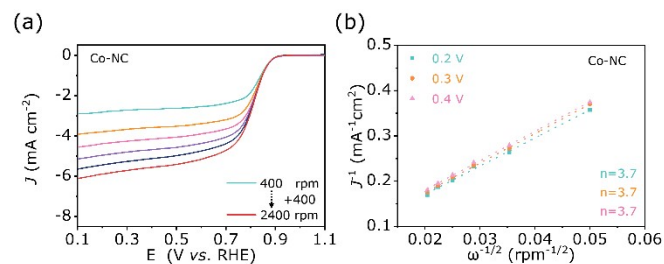 (a)
Co-NC
0
-2
-4
-6
-8
J (mA cm⁻²)
400 rpm
+400
2400 rpm
0.1 0.3 0.5 0.7 0.9 1.1
E (V vs. RHE)
(b)
0.5
0.4
0.3
0.2
0.1
J⁻¹ (mA⁻¹cm²)
0.2 V
0.3 V
0.4 V
Co-NC
n=3.7
n=3.7
n=3.7
0.02 0.03 0.04 0.05 0.06
ω⁻¹/² (rpm⁻¹/²)